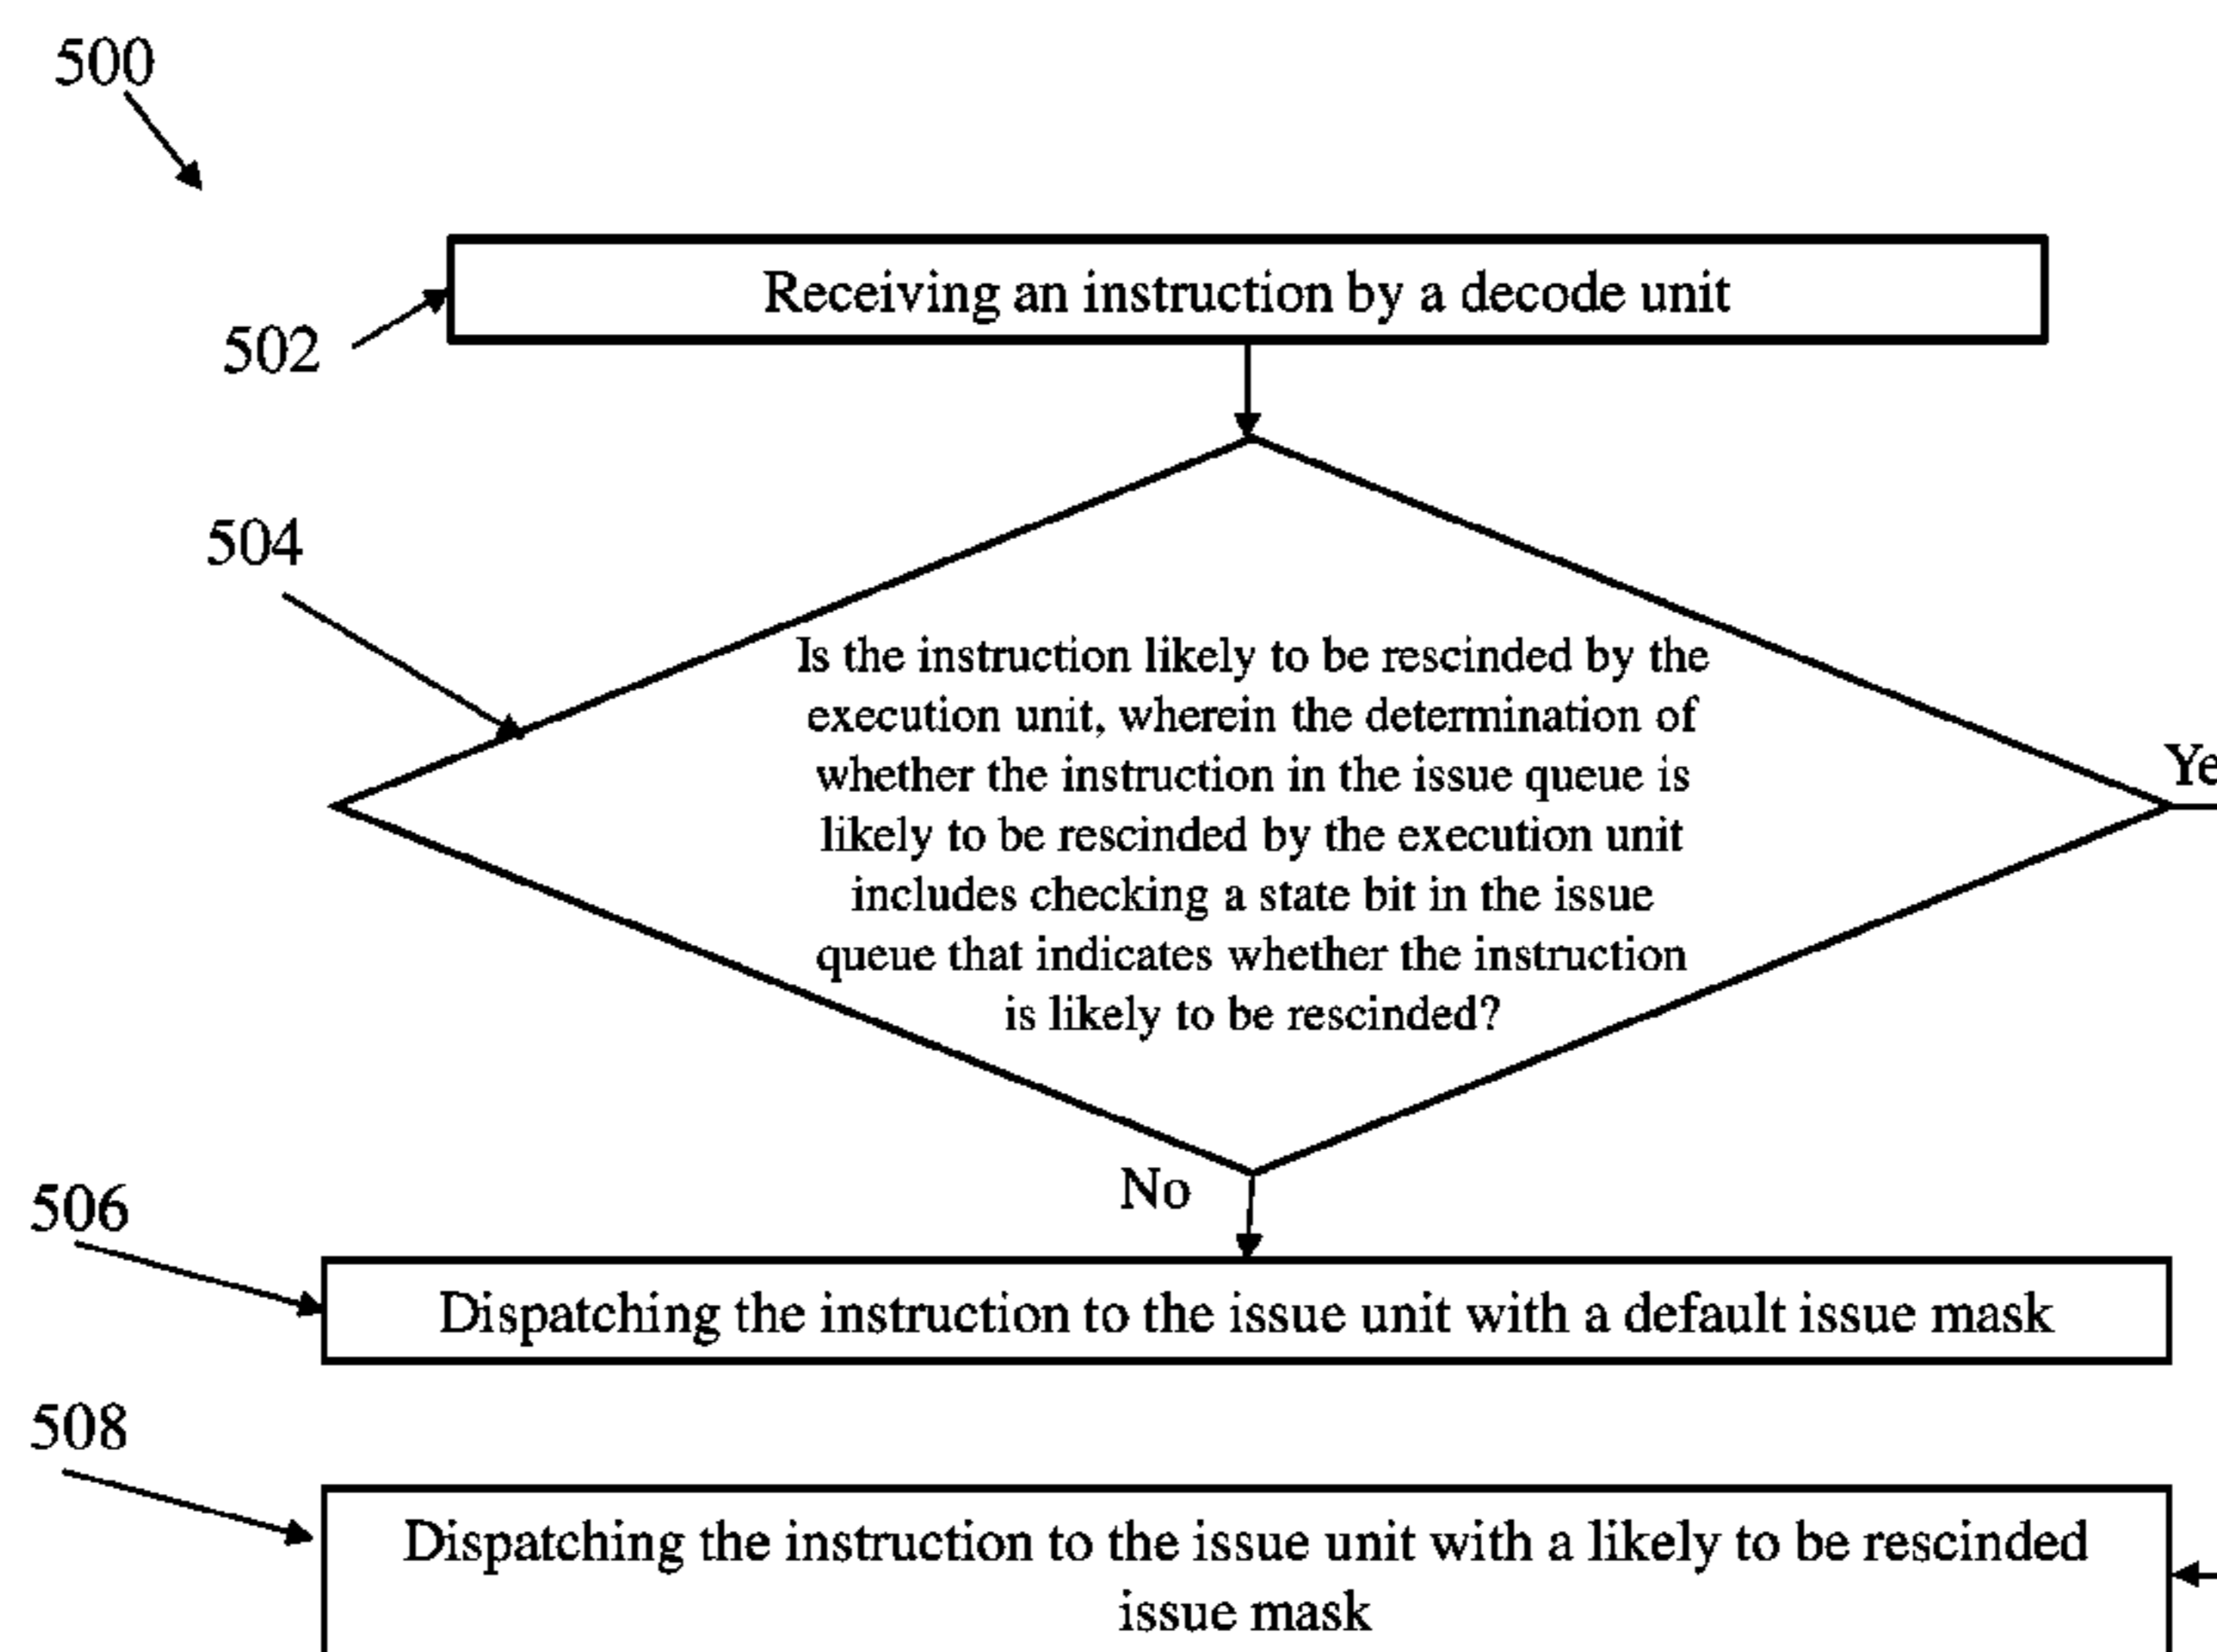 500
Receiving an instruction by a decode unit
502
504
Is the instruction likely to be rescinded by the
execution unit, wherein the determination of
whether the instruction in the issue queue is
likely to be rescinded by the execution unit
includes checking a state bit in the issue
queue that indicates whether the instruction
is likely to be rescinded?
Ye
No
506
Dispatching the instruction to the issue unit with a default issue mask
508
Dispatching the instruction to the issue unit with a likely to be rescinded
issue mask